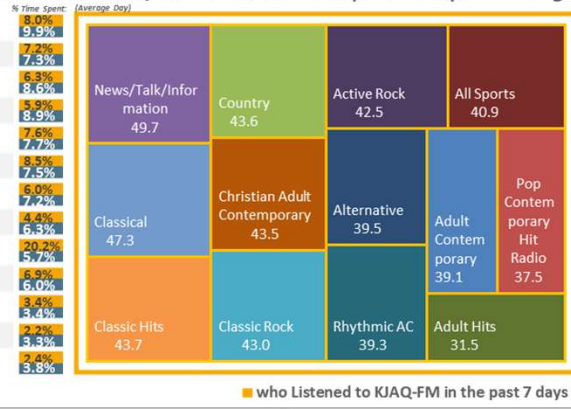 % Time Spent: (Average Day)
8.0%
9.9%
7.2%
7.3%
6.3%
8.6%
5.9%
8.9%
7.6%
7.7%
8.5%
7.5%
6.0%
7.2%
4.4%
6.3%
20.2%
5.7%
6.9%
6.0%
3.4%
3.4%
2.2%
3.3%
2.4%
3.8%
News/Talk/Infor
mation
49.7
Country
43.6
Active Rock
42.5
All Sports
40.9
Classical
47.3
Christian Adult
Contemporary
43.5
Alternative
39.5
Adult
Contem
porary
39.1
Pop
Contem
porary
Hit
Radio
37.5
Classic Hits
43.7
Classic Rock
43.0
Rhythmic AC
39.3
Adult Hits
31.5
who Listened to KJAQ-FM in the past 7 days